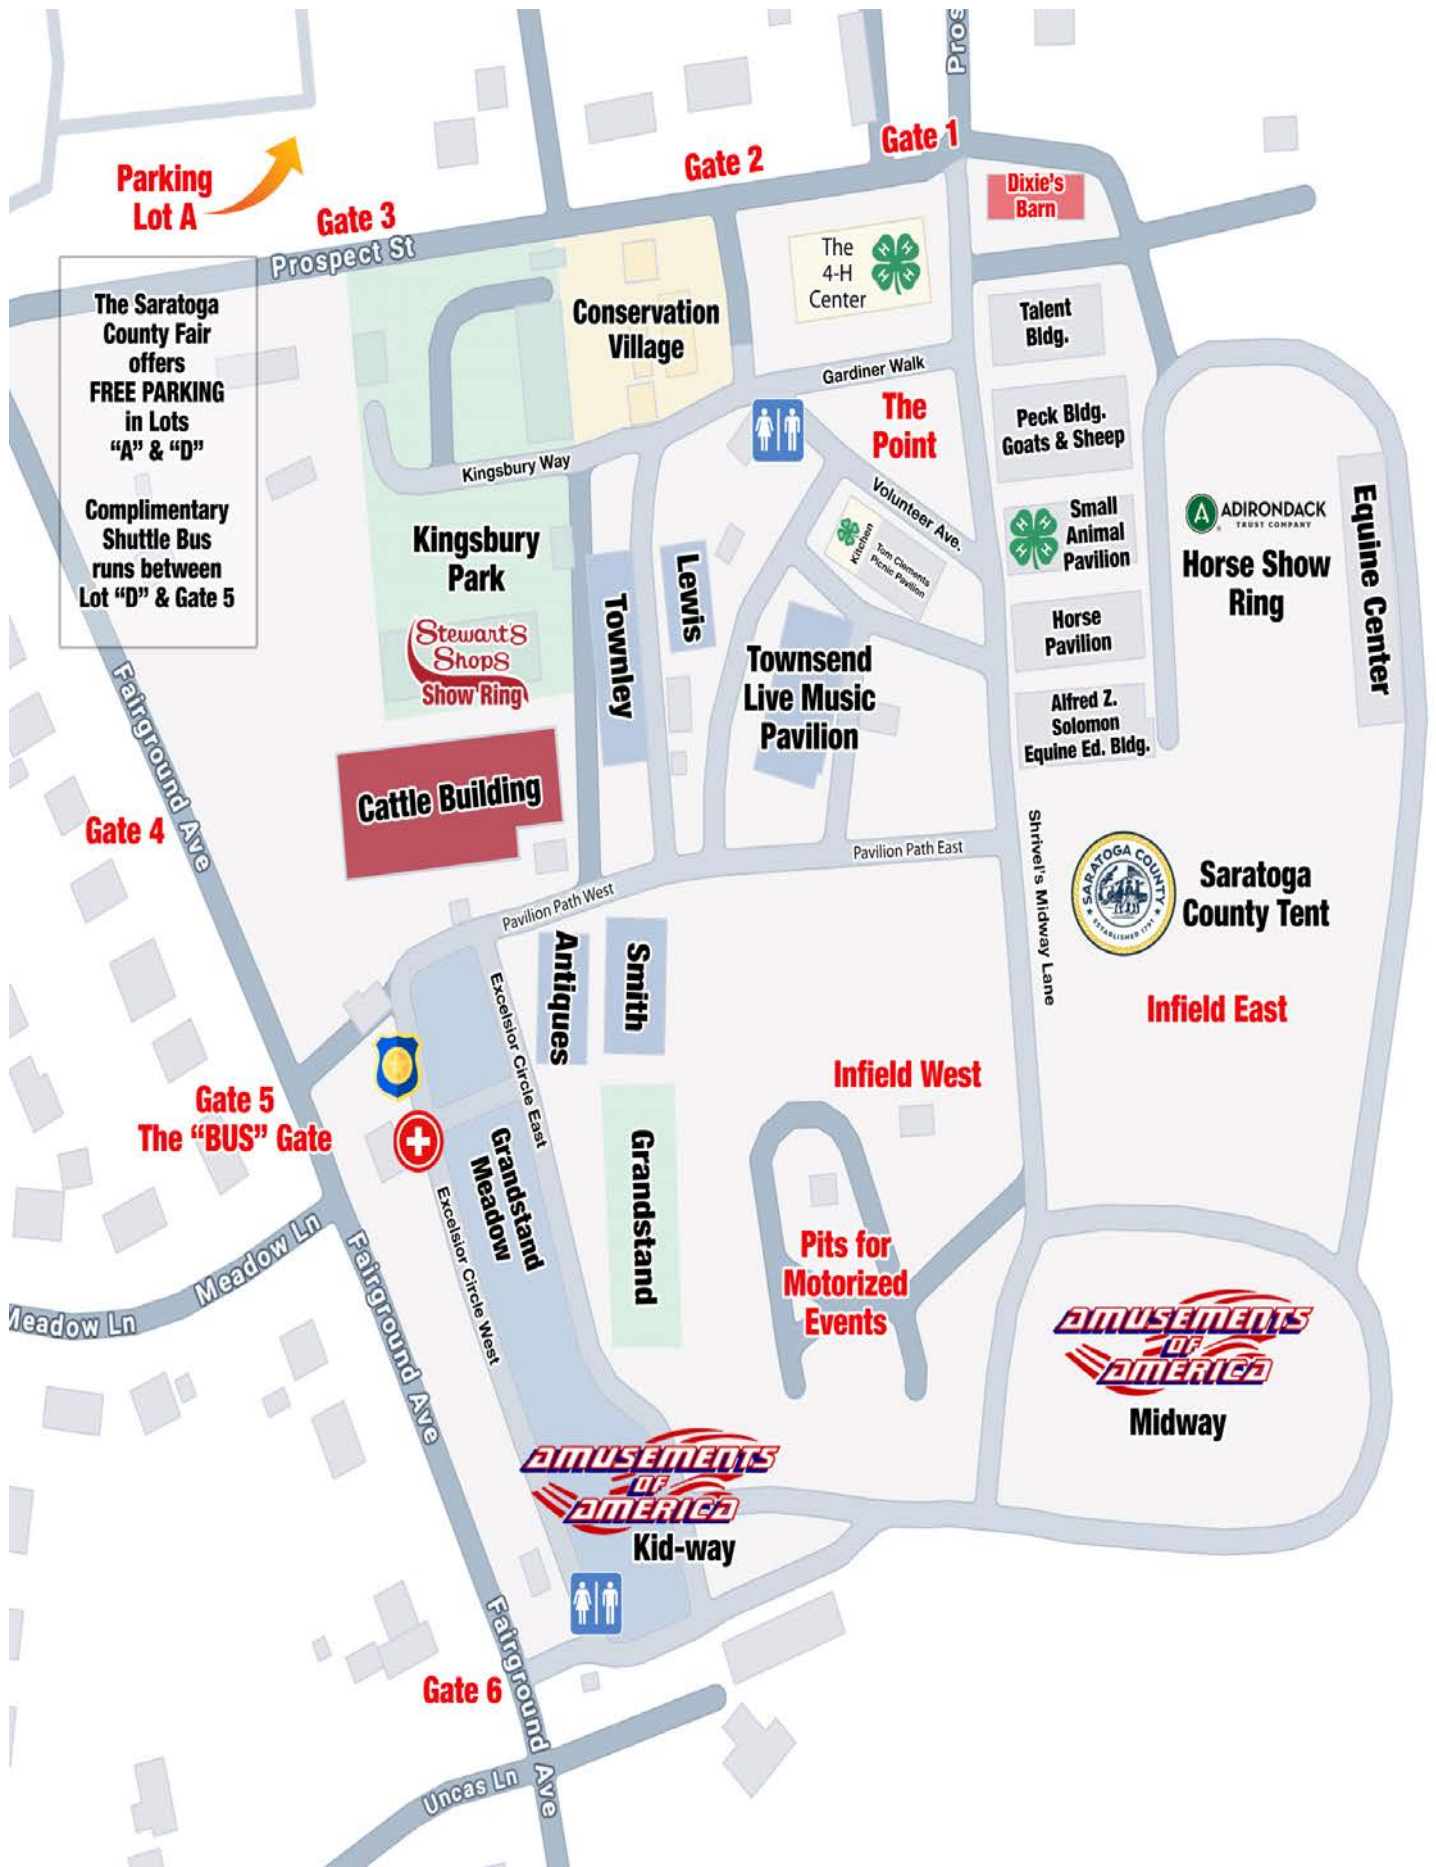 Pros
Gate 1
Gate 2
Parking
Lot A
Gate 3
Prospect St
Dixie's
Barn
The
4-H
Center
H H
H H
The Saratoga
County Fair
offers
FREE PARKING
in Lots
“A” & “D”
Complimentary
Shuttle Bus
runs between
Lot “D” & Gate 5
Conservation
Village
Talent
Bldg.
Gardiner Walk
The
Point
Peck Bldg.
Goats & Sheep
Kingsbury Way
Volunteer Ave.
Kitchen
Tom Clements
Picnic Pavilion
H H
H H
Small
Animal
Pavilion
A
ADIRONDACK
TRUST COMPANY
Horse Show
Ring
Equine Center
Kingsbury
Park
Stewart's
Shops
Show Ring
Townley
Lewis
Horse
Pavilion
Townsend
Live Music
Pavilion
Alfred Z.
Solomon
Equine Ed. Bldg.
Fairground Ave
Gate 4
Cattle Building
Pavilion Path East
Pavilion Path West
Shrivel's Midway Lane
SARATOGA COUNTY
ESTABLISHED 1791
Saratoga
County Tent
Infield East
Antiques
Smith
Excelsior Circle East
Infield West
Gate 5
The “BUS” Gate
Grandstand
Meadow
Grandstand
Excelsior Circle West
Meadow Ln
Meadow Ln
Fairground Ave
Pits for
Motorized
Events
AMUSEMENTS
OF
AMERICA
Midway
AMUSEMENTS
OF
AMERICA
Kid-way
Gate 6
Fairground Ave
Uncas Ln